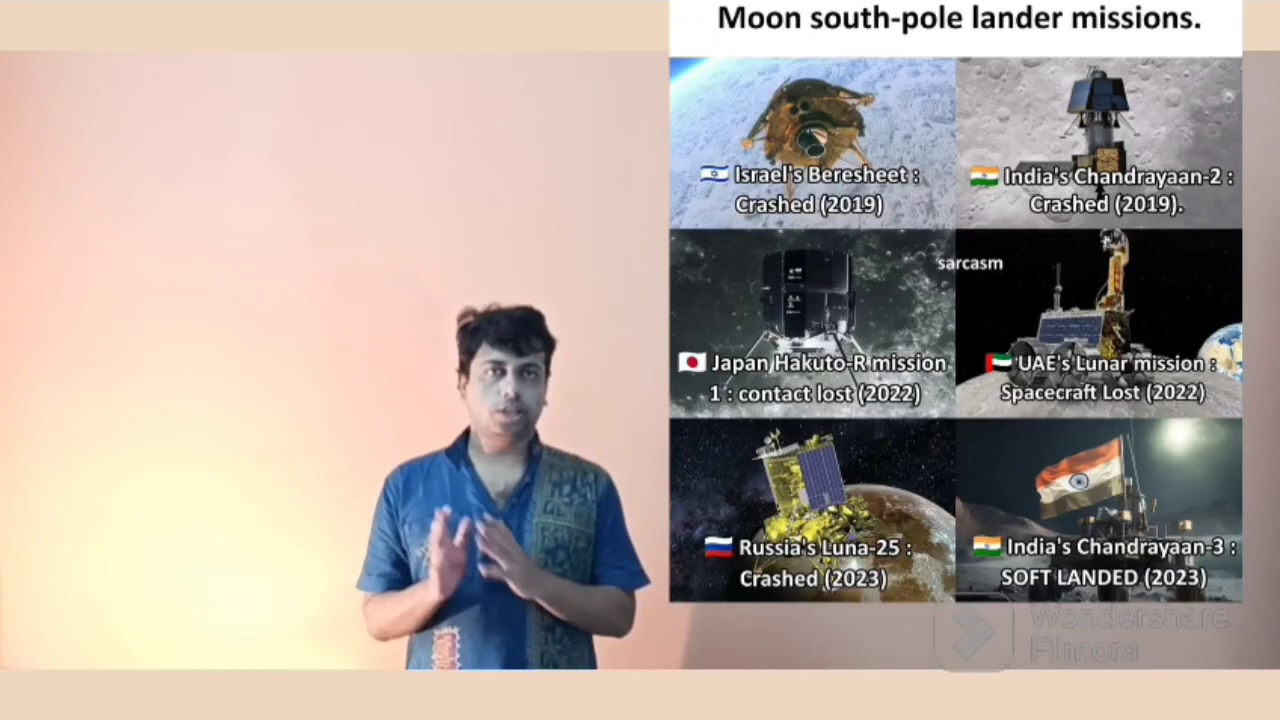 Moon south-pole lander missions.
🇮🇱 Israel's Beresheet :
Crashed (2019)
🇮🇳 India's Chandrayaan-2 :
Crashed (2019).
sarcasm
🇯🇵 Japan Hakuto-R mission
1 : contact lost (2022)
🇦🇪 UAE's Lunar mission :
Spacecraft Lost (2022)
🇷🇺 Russia's Luna-25 :
Crashed (2023)
🇮🇳 India's Chandrayaan-3 :
SOFT LANDED (2023)
Wondershare
Filmora